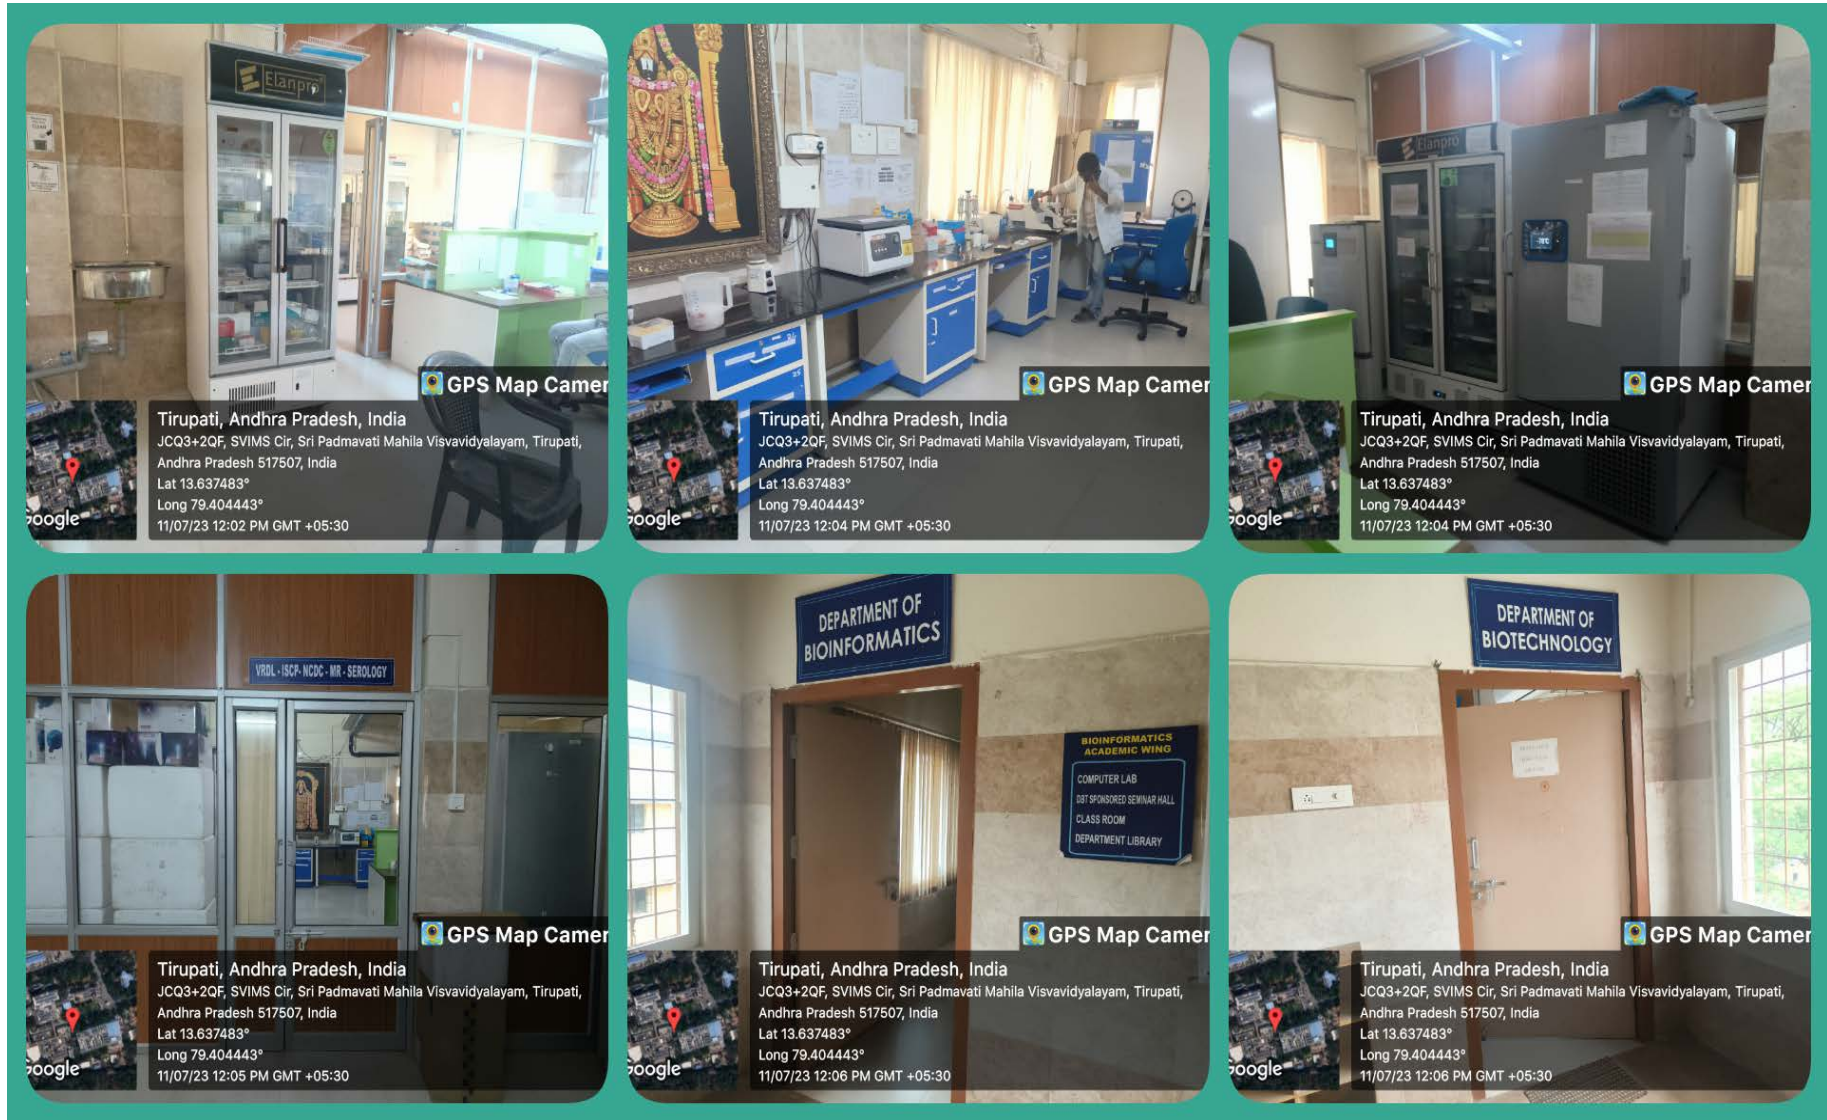 Elanpro
GPS Map Camer
Tirupati, Andhra Pradesh, India
JCQ3+2QF, SVIMS Cir, Sri Padmavati Mahila Visvavidyalayam, Tirupati,
Andhra Pradesh 517507, India
Lat 13.637483°
Long 79.404443°
11/07/23 12:02 PM GMT +05:30
Google
GPS Map Camer
Tirupati, Andhra Pradesh, India
JCQ3+2QF, SVIMS Cir, Sri Padmavati Mahila Visvavidyalayam, Tirupati,
Andhra Pradesh 517507, India
Lat 13.637483°
Long 79.404443°
11/07/23 12:04 PM GMT +05:30
Google
Elanpro
GPS Map Camer
Tirupati, Andhra Pradesh, India
JCQ3+2QF, SVIMS Cir, Sri Padmavati Mahila Visvavidyalayam, Tirupati,
Andhra Pradesh 517507, India
Lat 13.637483°
Long 79.404443°
11/07/23 12:04 PM GMT +05:30
Google
VRDL - ISCP- NCDC - MR - SEROLOGY
GPS Map Camer
Tirupati, Andhra Pradesh, India
JCQ3+2QF, SVIMS Cir, Sri Padmavati Mahila Visvavidyalayam, Tirupati,
Andhra Pradesh 517507, India
Lat 13.637483°
Long 79.404443°
11/07/23 12:05 PM GMT +05:30
Google
DEPARTMENT OF
BIOINFORMATICS
BIOINFORMATICS
ACADEMIC WING
COMPUTER LAB
DBT SPONSORED SEMINAR HALL
CLASS ROOM
DEPARTMENT LIBRARY
GPS Map Camer
Tirupati, Andhra Pradesh, India
JCQ3+2QF, SVIMS Cir, Sri Padmavati Mahila Visvavidyalayam, Tirupati,
Andhra Pradesh 517507, India
Lat 13.637483°
Long 79.404443°
11/07/23 12:06 PM GMT +05:30
Google
DEPARTMENT OF
BIOTECHNOLOGY
GPS Map Camer
Tirupati, Andhra Pradesh, India
JCQ3+2QF, SVIMS Cir, Sri Padmavati Mahila Visvavidyalayam, Tirupati,
Andhra Pradesh 517507, India
Lat 13.637483°
Long 79.404443°
11/07/23 12:06 PM GMT +05:30
Google